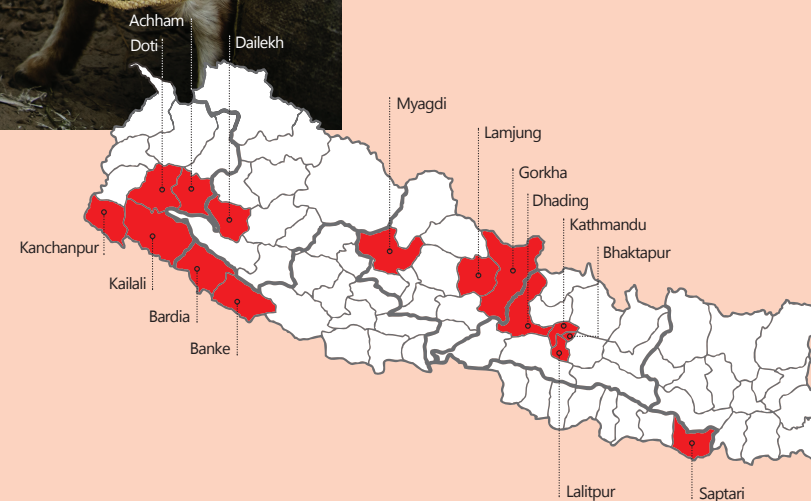 Achham
Doti
Dailekh
Myagdi
Lamjung
Gorkha
Dhading
Kathmandu
Bhaktapur
Kanchanpur
Kailali
Bardia
Banke
Lalitpur
Saptari